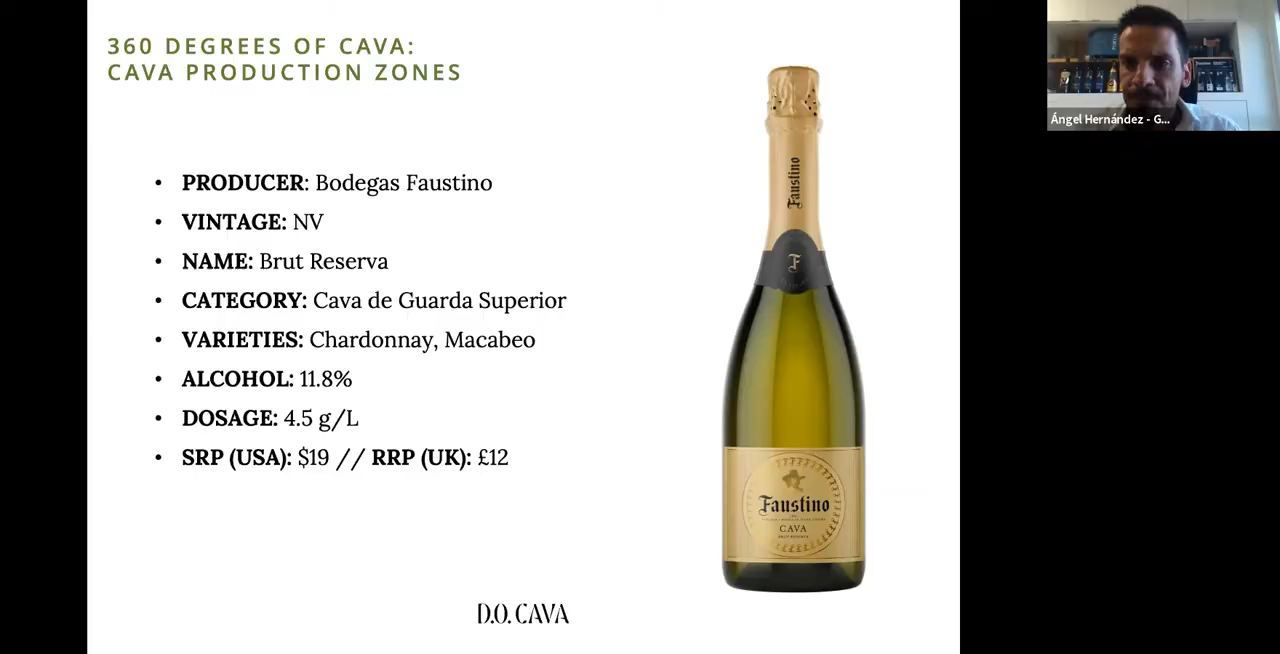 360 DEGREES OF CAVA:
CAVA PRODUCTION ZONES
• PRODUCER: Bodegas Faustino
• VINTAGE: NV
• NAME: Brut Reserva
• CATEGORY: Cava de Guarda Superior
• VARIETIES: Chardonnay, Macabeo
• ALCOHOL: 11.8%
• DOSAGE: 4.5 g/L
• SRP (USA): $19 // RRP (UK): £12
Faustino
F
Faustino
CAVA
BRUT RESERVA
D.O. CAVA
Ángel Hernández - G...